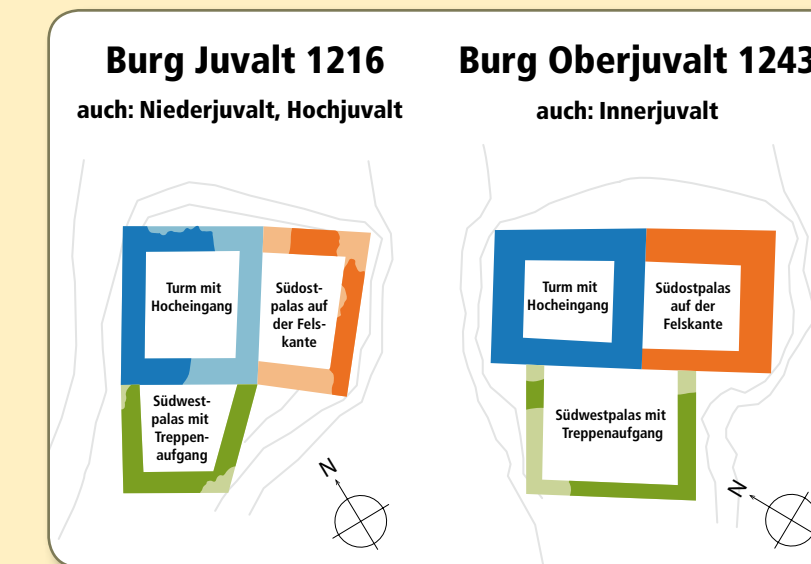 Burg Juvalt 1216
auch: Niederjuvalt, Hochjuvalt
Turm mit
Hocheingang
Südost-
palas auf
der Fels-
kante
Südwest-
palas mit
Treppen-
aufgang
N
Burg Oberjuvalt 1243
auch: Innerjuvalt
Turm mit
Hocheingang
Südostpalas
auf der
Felskante
Südwestpalas mit
Treppenaufgang
N